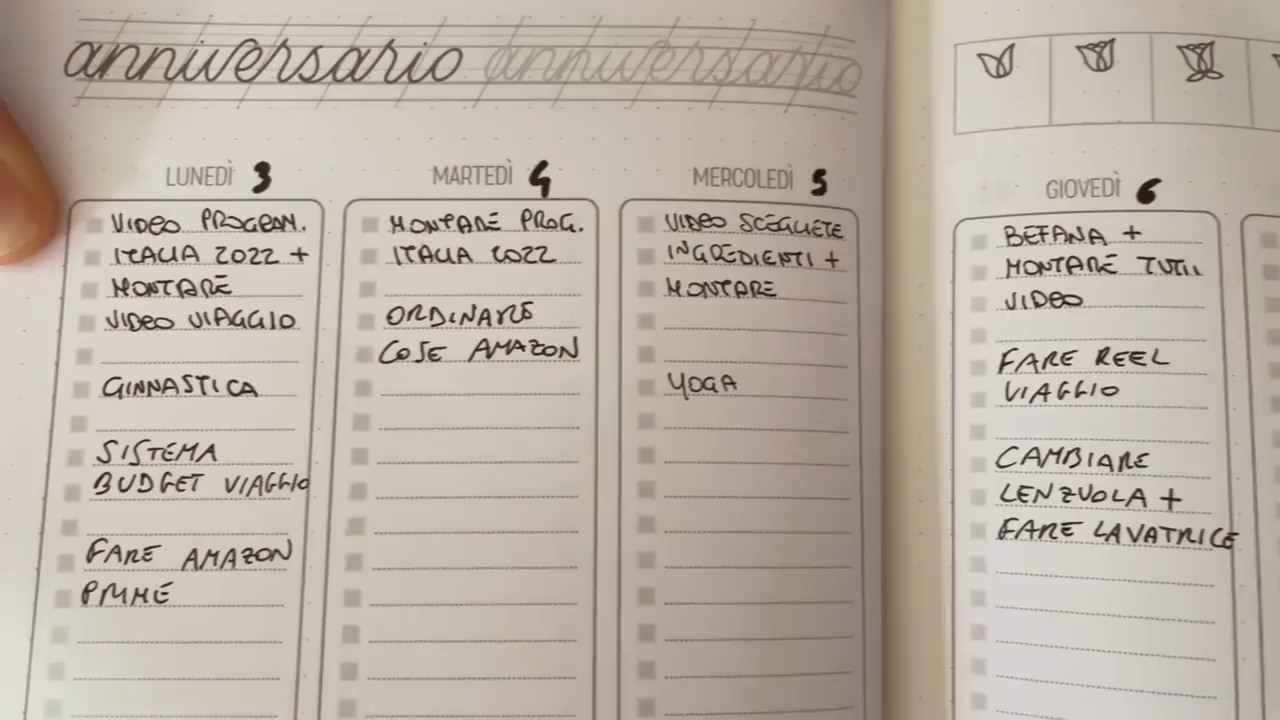 anniversario anniversario
LUNEDÌ 3
VIDEO PROGRAM.
ITALIA 2022 +
MONTARE
VIDEO VIAGGIO
GINNASTICA
SISTEMA
BUDGET VIAGGIO
FARE AMAZON
MARTEDÌ 4
MONTARE PROG.
ITALIA 2022
ORDINARE
COSE AMAZON
MERCOLEDÌ 5
VIDEO SCEGLIETE
INGREDIENTI +
MONTARE
YOGA
GIOVEDÌ 6
BEFANA +
MONTARE TUTTI
VIDEO
FARE REEL
VIAGGIO
CAMBIARE
LENZUOLA +
FARE LAVATRICE